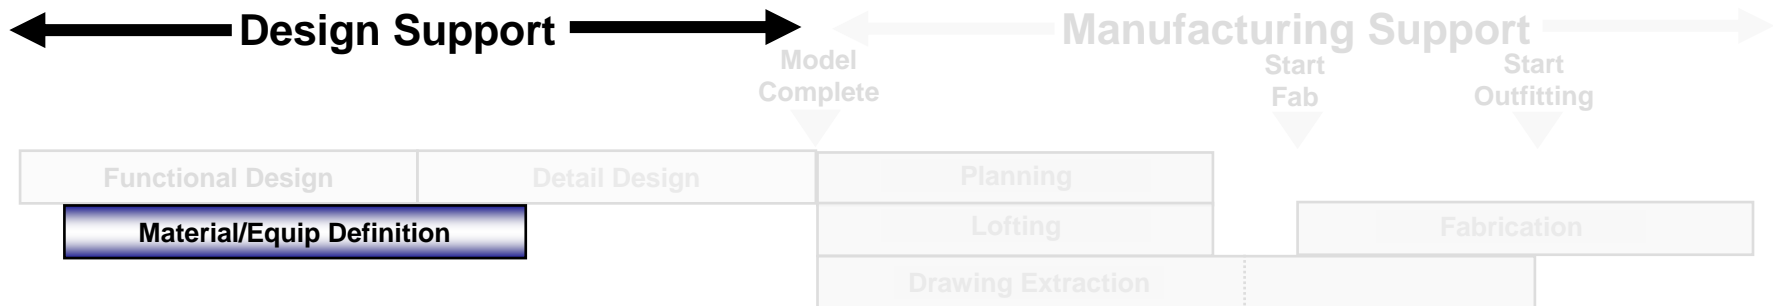 Design Support
Manufacturing Support
Model
Complete
Start
Fab
Start
Outfitting
Functional Design
Detail Design
Planning
Material/Equip Definition
Lofting
Fabrication
Drawing Extraction